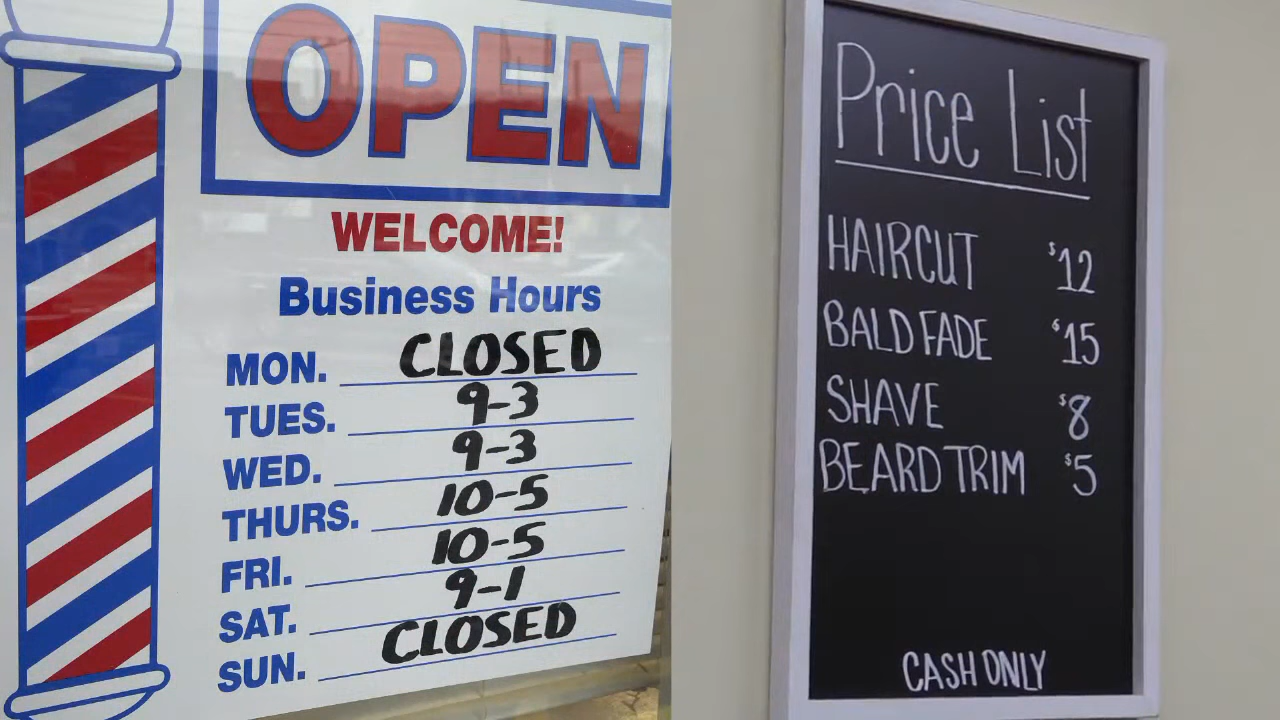 OPEN
WELCOME!
Business Hours
MON. CLOSED
TUES. 9-3
WED. 9-3
THURS. 10-5
FRI. 10-5
SAT. 9-1
SUN. CLOSED
Price List
HAIRCUT $12
BALD FADE $15
SHAVE $8
BEARD TRIM $5
CASH ONLY